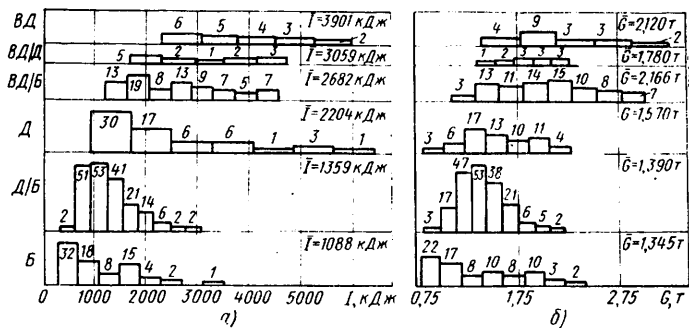 ВД 6 5 4 3 2 Ī=3901 кДж 4 9 3 3 2 Ḡ=2,120 т
ВД/Д 5 2 1 2 3 Ī=3059 кДж 1 2 3 3 3 Ḡ=1,780 т
ВД/Б 13 19 8 13 9 7 5 7 Ī=2682 кДж 3 13 11 14 15 10 8 7 Ḡ=2,166 т
Д 30 17 6 6 1 3 1 Ī=2204 кДж 3 6 17 13 10 11 4 Ḡ=1,570 т
Д/Б 2 51 53 41 21 14 6 2 2 Ī=1359 кДж 3 17 47 53 38 21 6 5 2 Ḡ=1,390 т
Б 32 18 8 15 4 2 1 Ī=1088 кДж 22 17 8 10 8 10 3 2 Ḡ=1,345 т
0 1000 2000 3000 4000 5000 I, кДж 0,75 1,75 2,75 G, т
а) б)